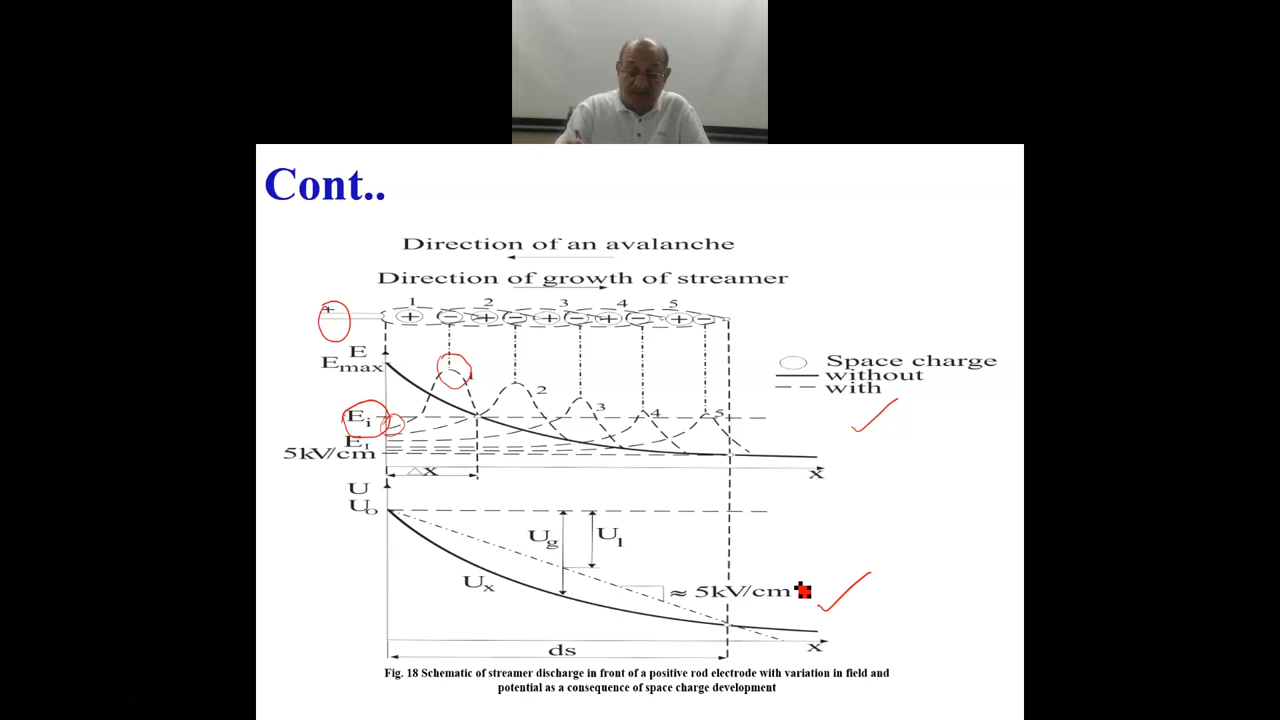 Cont..
Direction of an avalanche
Direction of growth of streamer
1 2 3 4 5
+
+ − + − + − + − + −
E
Emax
Space charge
without
with
1 2 3 4 5
Ei
El
5kV/cm
Δx
x
U
Uo
Ug
Ul
Ux
≈ 5kV/cm
ds
x
Fig. 18 Schematic of streamer discharge in front of a positive rod electrode with variation in field and
potential as a consequence of space charge development